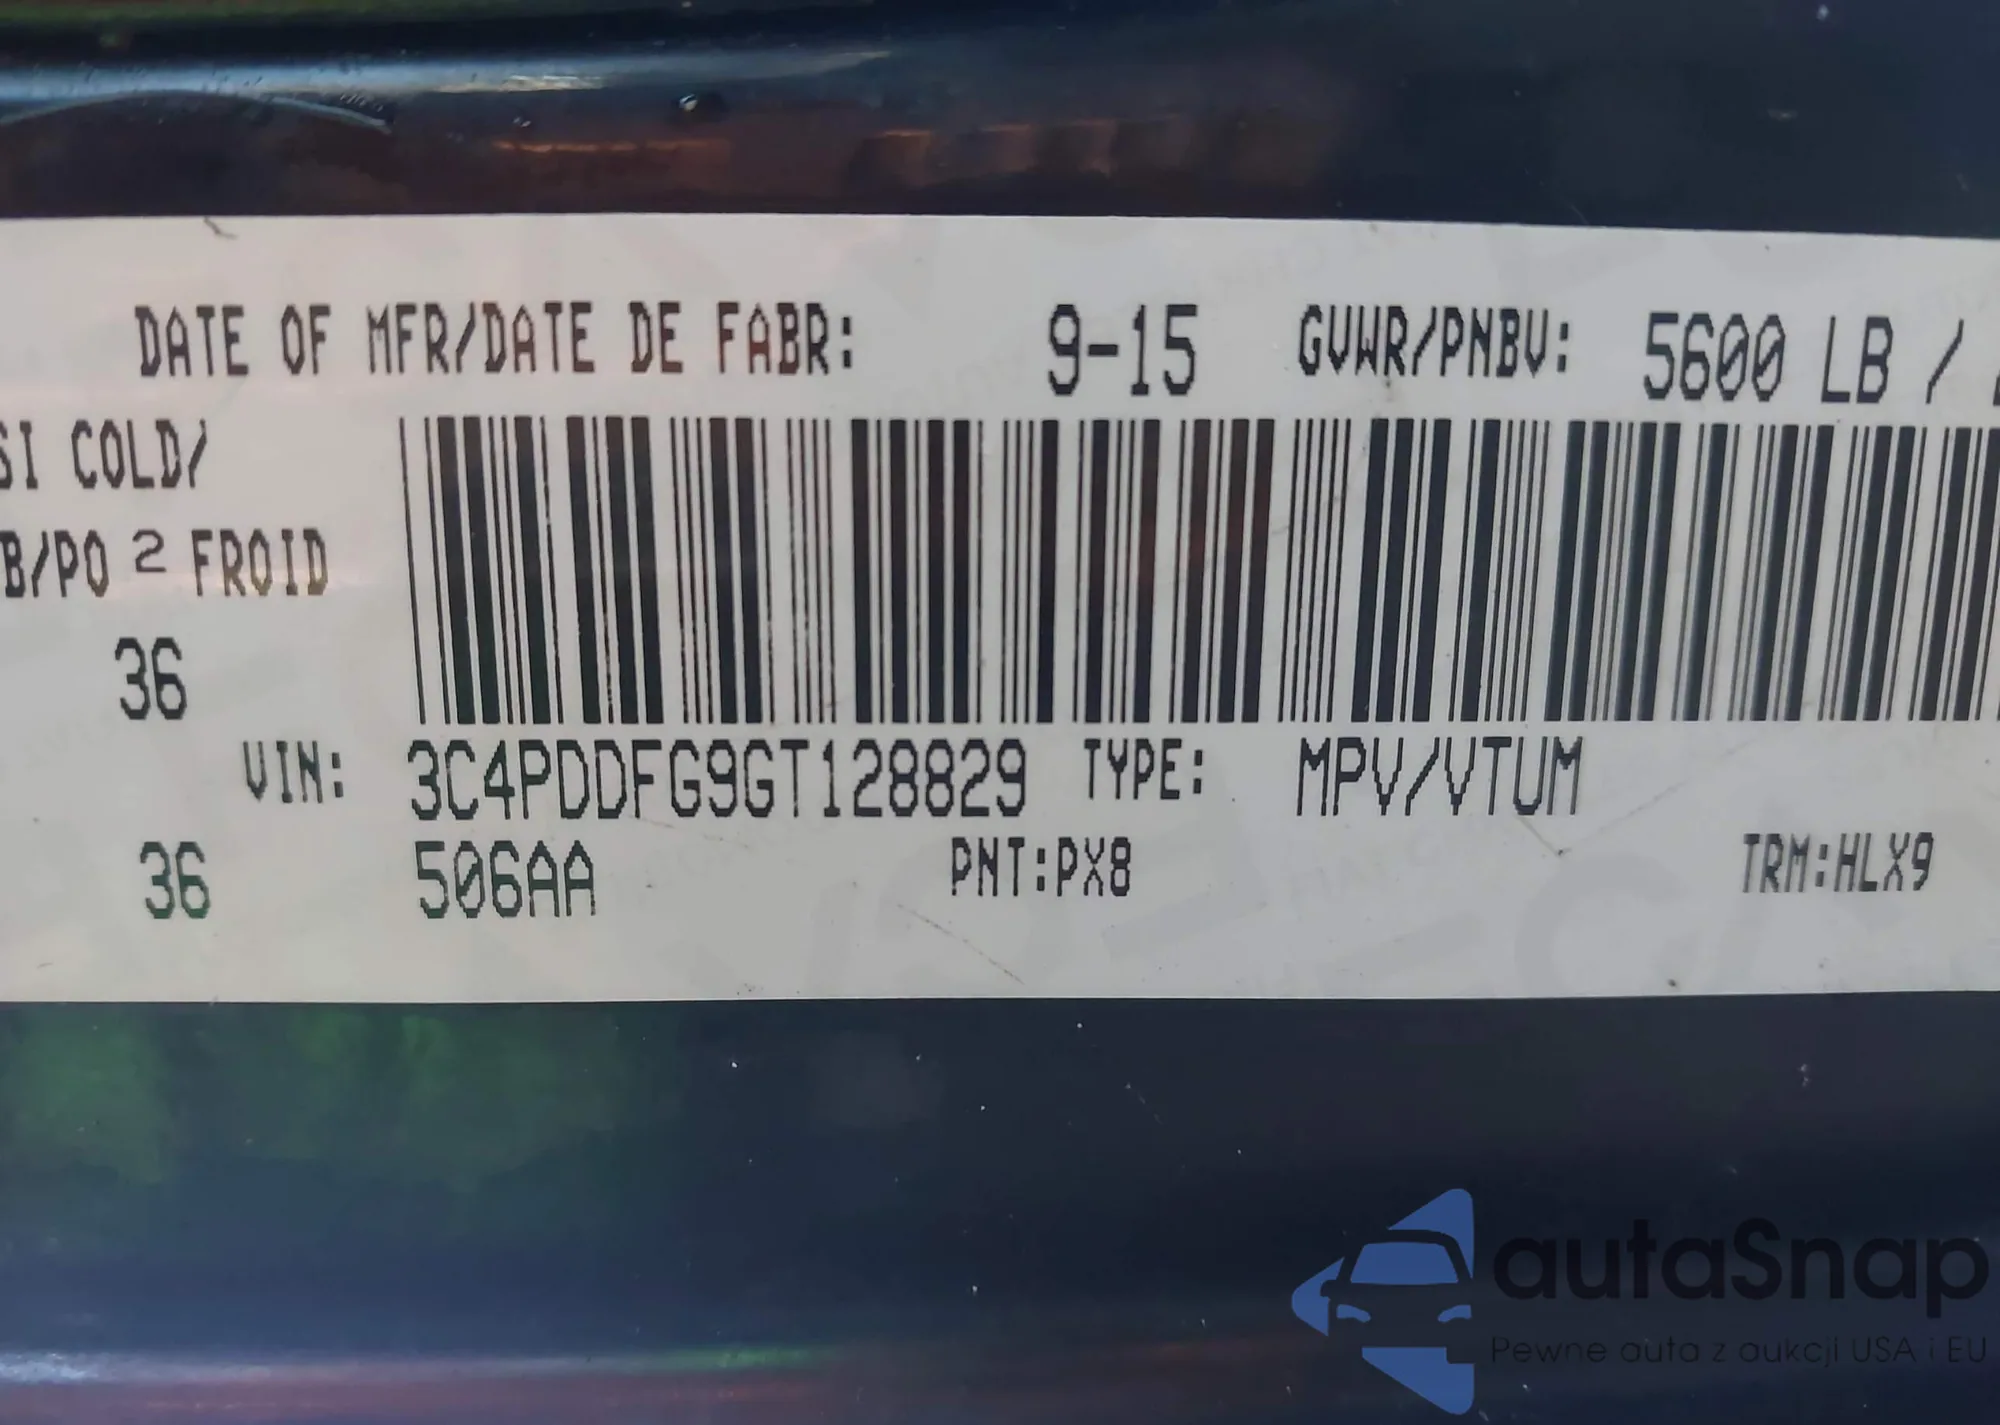 DATE OF MFR/DATE DE FABR: 9-15 GVWR/PNBV: 5600 LB /
SI COLD/
B/PO 2 FROID
36
VIN: 3C4PDDFG9GT128829 TYPE: MPV/VTUM
36 506AA PNT:PX8 TRM:HLX9
autaSnap
Pewne auta z aukcji USA i EU